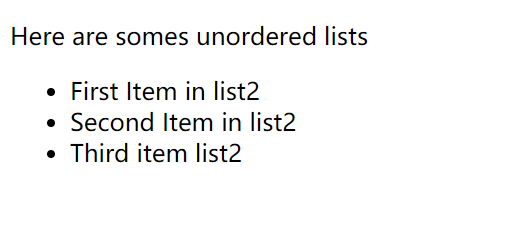 Here are somes unordered lists
• First Item in list2
• Second Item in list2
• Third item list2